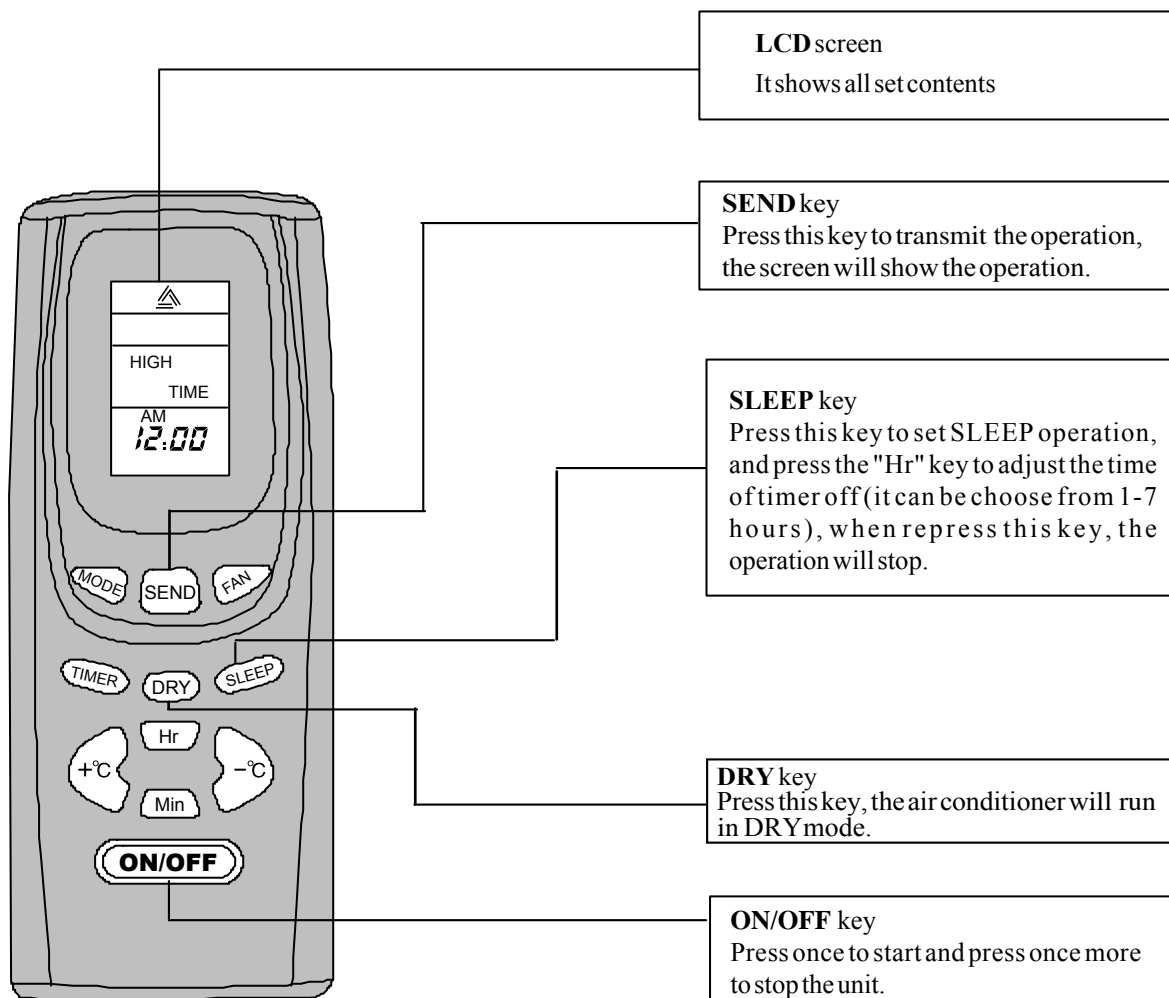 LCD screen
It shows all set contents
SEND key
Press this key to transmit the operation,
the screen will show the operation.
HIGH
TIME
AM
12:00
SLEEP key
Press this key to set SLEEP operation,
and press the "Hr" key to adjust the time
of timer off (it can be choose from 1-7
hours), when repress this key, the
operation will stop.
MODE SEND FAN
TIMER DRY SLEEP
Hr
+°C -°C
Min
DRY key
Press this key, the air conditioner will run
in DRY mode.
ON/OFF
ON/OFF key
Press once to start and press once more
to stop the unit.